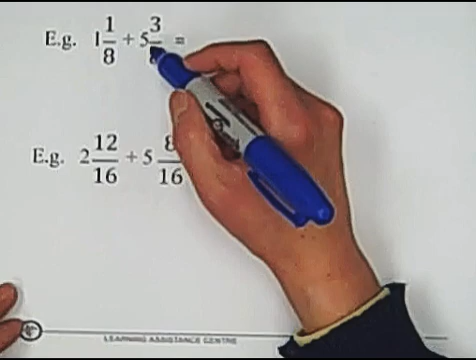 E.g. 1 1/8 + 5 3/8 =
E.g. 2 12/16 + 5 8/16
LEARNING ASSISTANCE CENTRE